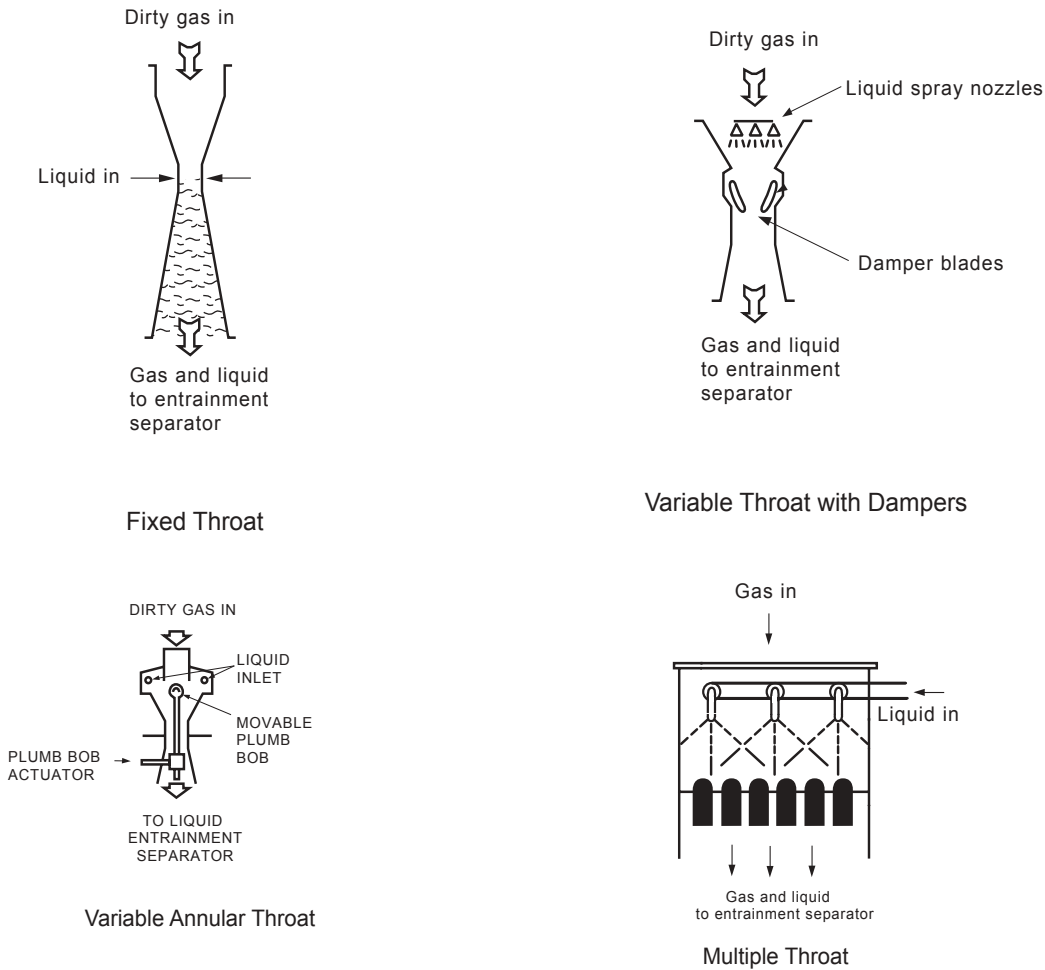 Dirty gas in
Liquid in
Gas and liquid
to entrainment
separator
Fixed Throat
Dirty gas in
Liquid spray nozzles
Damper blades
Gas and liquid
to entrainment
separator
Variable Throat with Dampers
DIRTY GAS IN
LIQUID
INLET
MOVABLE
PLUMB
BOB
PLUMB BOB
ACTUATOR
TO LIQUID
ENTRAINMENT
SEPARATOR
Variable Annular Throat
Gas in
Liquid in
Gas and liquid
to entrainment separator
Multiple Throat